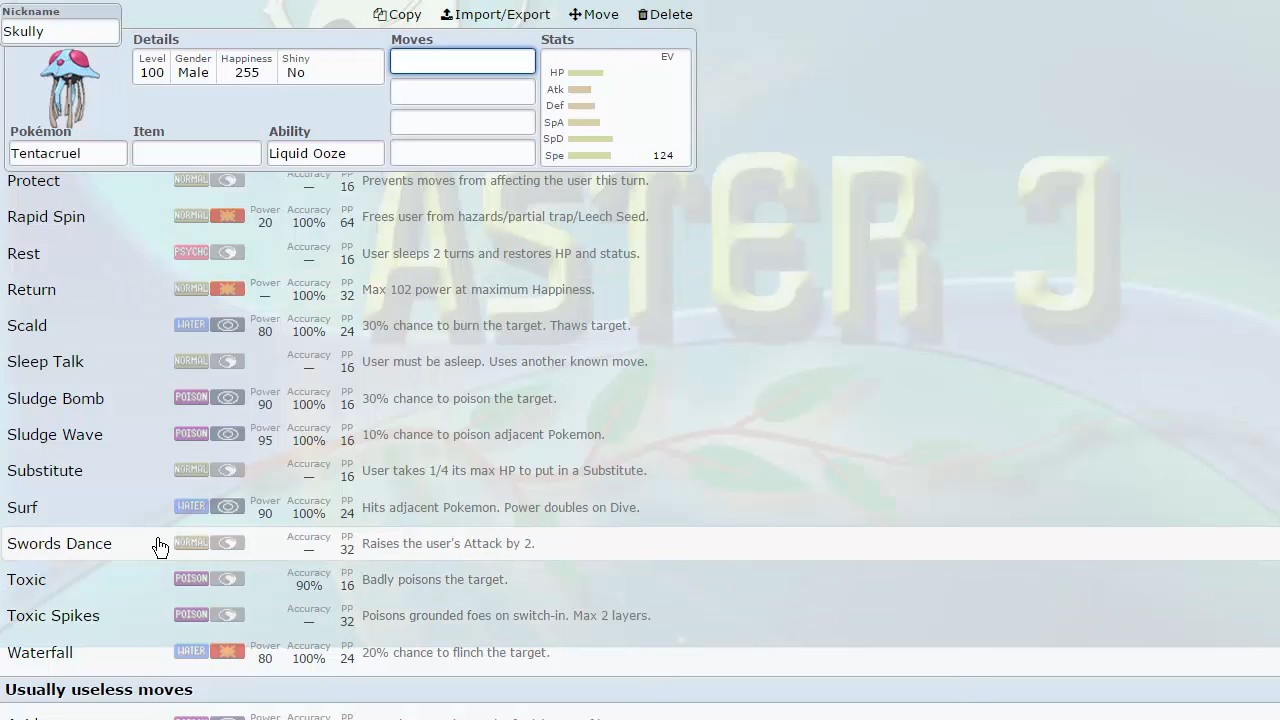 Nickname
Skully
Copy Import/Export Move Delete
Details Moves Stats
Level Gender Happiness Shiny EV
100 Male 255 No
HP
Atk
Def
SpA
SpD
Spe 124
Pokémon Item Ability
Tentacruel Liquid Ooze
Protect NORMAL Accuracy — PP 16 Prevents moves from affecting the user this turn.
Rapid Spin NORMAL Power 20 Accuracy 100% PP 64 Frees user from hazards/partial trap/Leech Seed.
Rest PSYCHC Accuracy — PP 16 User sleeps 2 turns and restores HP and status.
Return NORMAL Power — Accuracy 100% PP 32 Max 102 power at maximum Happiness.
Scald WATER Power 80 Accuracy 100% PP 24 30% chance to burn the target. Thaws target.
Sleep Talk NORMAL Accuracy — PP 16 User must be asleep. Uses another known move.
Sludge Bomb POISON Power 90 Accuracy 100% PP 16 30% chance to poison the target.
Sludge Wave POISON Power 95 Accuracy 100% PP 16 10% chance to poison adjacent Pokemon.
Substitute NORMAL Accuracy — PP 16 User takes 1/4 its max HP to put in a Substitute.
Surf WATER Power 90 Accuracy 100% PP 24 Hits adjacent Pokemon. Power doubles on Dive.
Swords Dance NORMAL Accuracy — PP 32 Raises the user's Attack by 2.
Toxic POISON Accuracy 90% PP 16 Badly poisons the target.
Toxic Spikes POISON Accuracy — PP 32 Poisons grounded foes on switch-in. Max 2 layers.
Waterfall WATER Power 80 Accuracy 100% PP 24 20% chance to flinch the target.
Usually useless moves
ASTER J